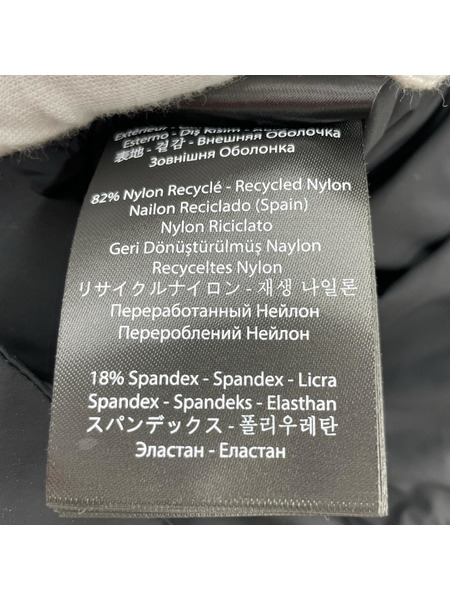 Extérieur
Esterno - Dış Kısım
表地 - 겉감 - Внешняя Оболочка
Зовнішня Оболонка
82% Nylon Recyclé - Recycled Nylon
Nailon Reciclado (Spain)
Nylon Riciclato
Geri Dönüştürülmüş Naylon
Recyceltes Nylon
リサイクルナイロン - 재생 나일론
Переработанный Нейлон
Перероблений Нейлон
18% Spandex - Spandex - Licra
Spandex - Spandeks - Elasthan
スパンデックス - 폴리우레탄
Эластан - Еластан